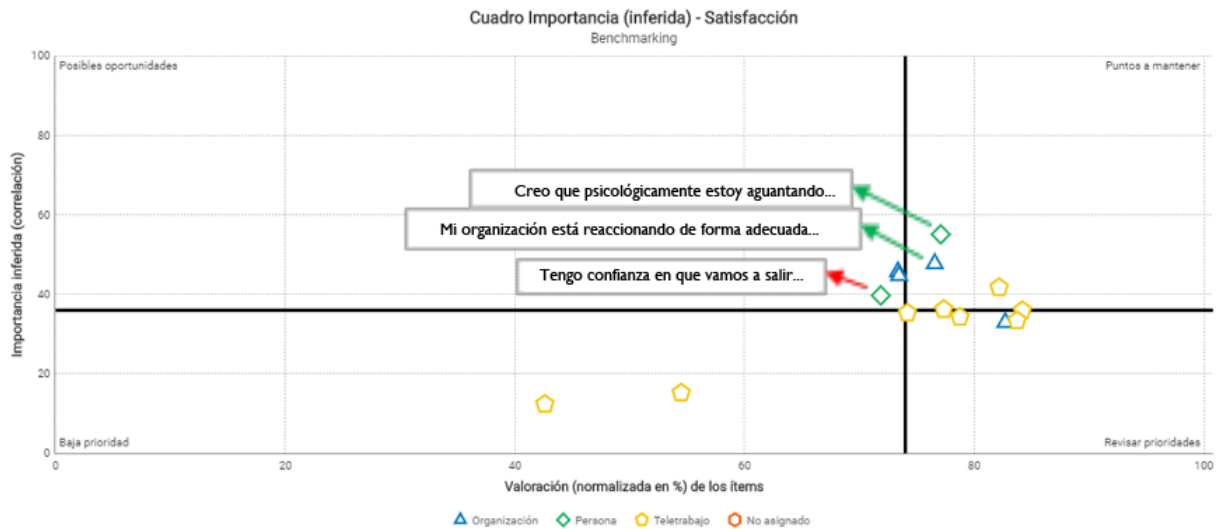 Cuadro Importancia (inferida) - Satisfacción
Benchmarking
100
80
60
40
20
0
Importancia inferida (correlación)
Posibles oportunidades
Puntos a mantener
Creo que psicológicamente estoy aguantando...
Mi organización está reaccionando de forma adecuada...
Tengo confianza en que vamos a salir...
Baja prioridad
Revisar prioridades
0
20
40
60
80
100
Valoración (normalizada en %) de los ítems
Organización
Persona
Teletrabajo
No asignado